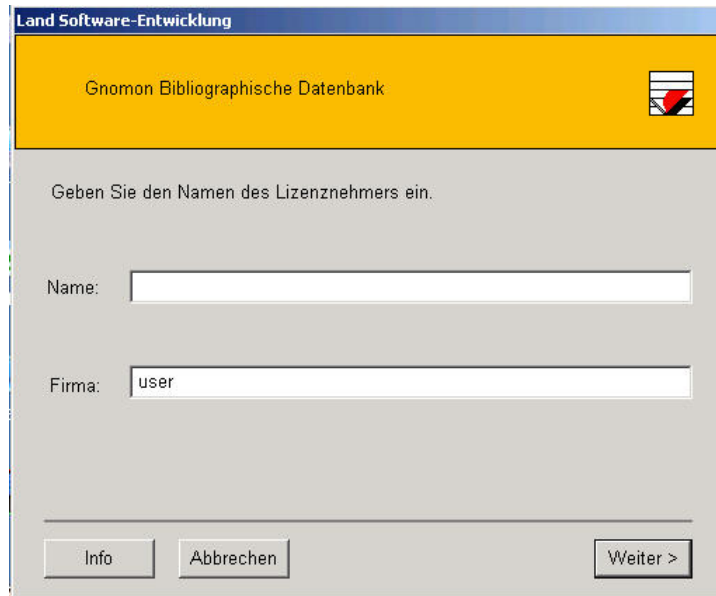 Land Software-Entwicklung
Gnomon Bibliographische Datenbank
Geben Sie den Namen des Lizenznehmers ein.
Name:
Firma: user
Info Abbrechen Weiter >